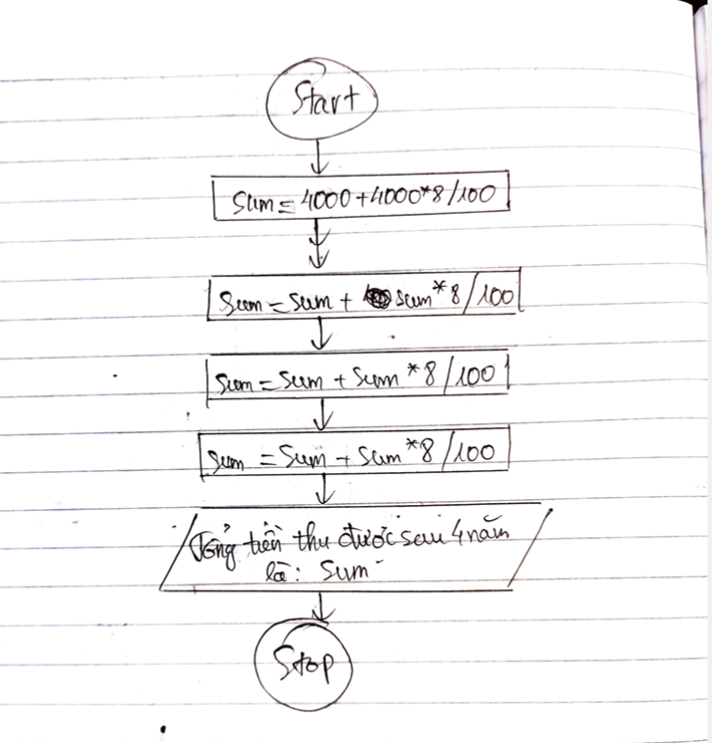 Start
Sum = 4000 + 4000*8/100
Sum = Sum + Sum*8/100
Sum = Sum + Sum*8/100
Sum = Sum + Sum*8/100
Tổng tiền thu được sau 4 năm
là: Sum
Stop